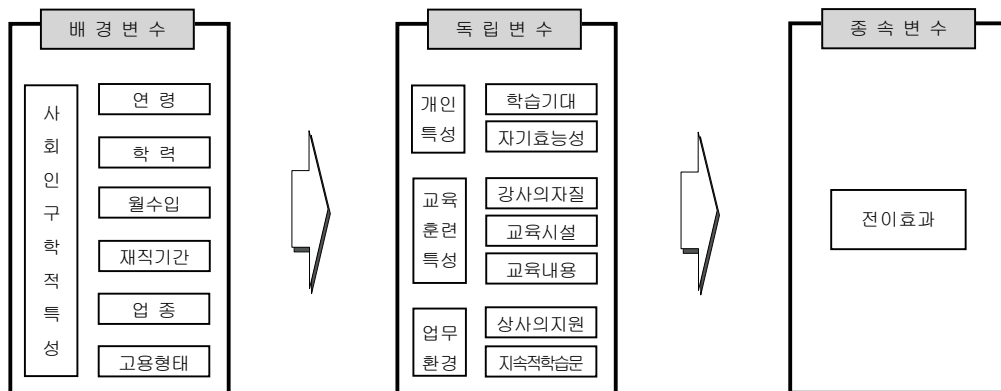 배경변수
사회인구학적특성
연령
학력
월수입
재직기간
업종
고용형태
독립변수
개인
특성
학습기대
자기효능성
교육
훈련
특성
강사의자질
교육시설
교육내용
업무
환경
상사의지원
지속적학습문
종속변수
전이효과